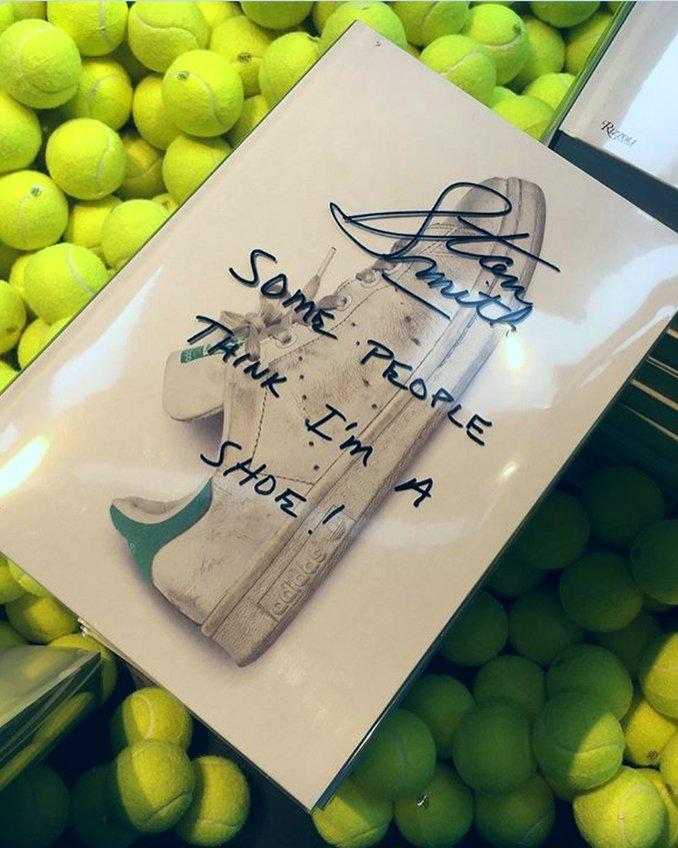 Stan
Smith
SOME PEOPLE
THINK I'M A
SHOE!
adidas
RIZZOLI